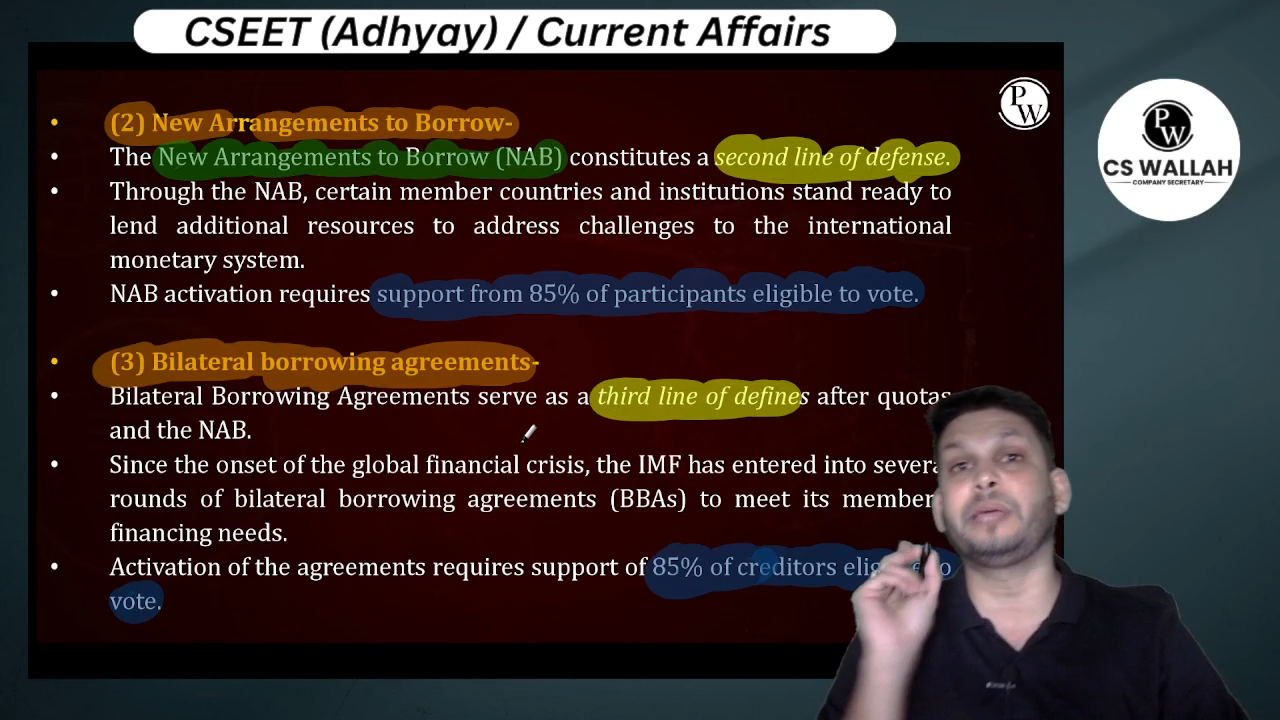 CSEET (Adhyay) / Current Affairs
(2) New Arrangements to Borrow-
The New Arrangements to Borrow (NAB) constitutes a second line of defense.
Through the NAB, certain member countries and institutions stand ready to
lend additional resources to address challenges to the international
monetary system.
NAB activation requires support from 85% of participants eligible to vote.
(3) Bilateral borrowing agreements-
Bilateral Borrowing Agreements serve as a third line of defines after quotas
and the NAB.
Since the onset of the global financial crisis, the IMF has entered into
rounds of bilateral borrowing agreements (BBAs) to meet its
financing needs.
Activation of the agreements requires support of 85% of creditors
vote.
PW
PW
CS WALLAH
COMPANY SECRETARY